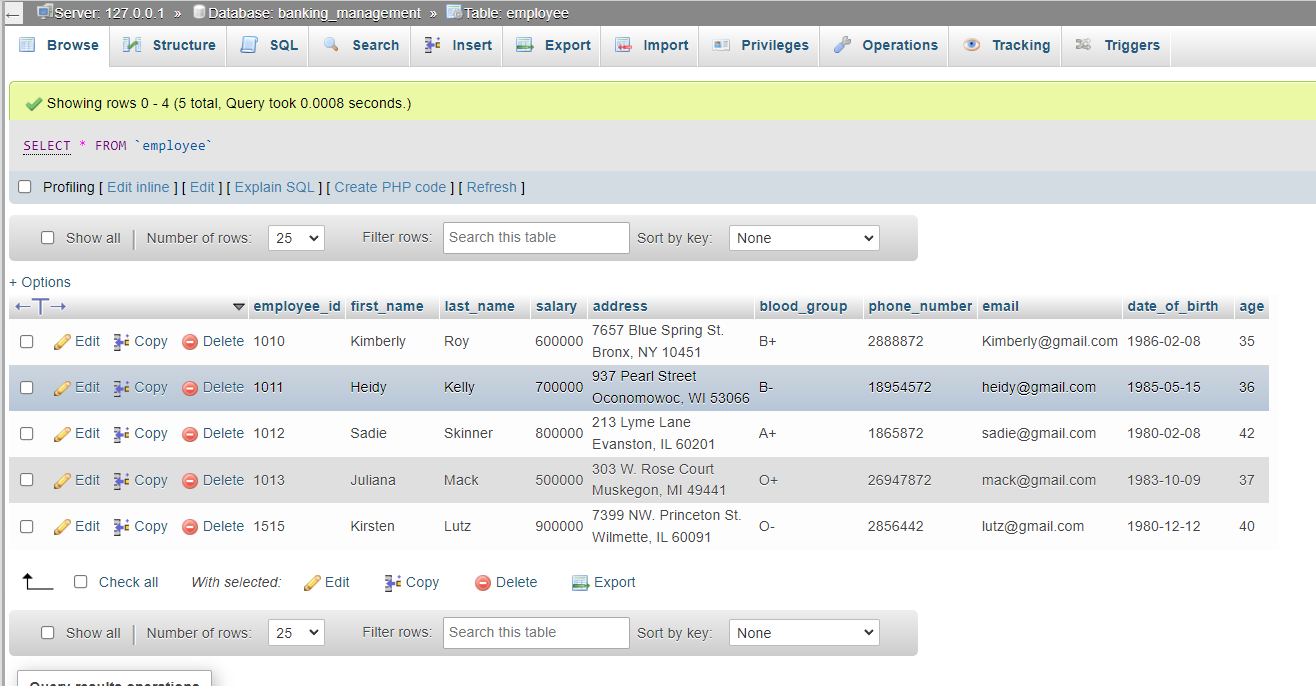 Server: 127.0.0.1 » Database: banking_management » Table: employee
Browse Structure SQL Search Insert Export Import Privileges Operations Tracking Triggers
Showing rows 0 - 4 (5 total, Query took 0.0008 seconds.)
SELECT * FROM `employee`
Profiling [ Edit inline ] [ Edit ] [ Explain SQL ] [ Create PHP code ] [ Refresh ]
Show all Number of rows: 25 Filter rows: Search this table Sort by key: None
+ Options
←T→ employee_id first_name last_name salary address blood_group phone_number email date_of_birth age
Edit Copy Delete 1010 Kimberly Roy 600000 7657 Blue Spring St.
Bronx, NY 10451 B+ 2888872 Kimberly@gmail.com 1986-02-08 35
Edit Copy Delete 1011 Heidy Kelly 700000 937 Pearl Street
Oconomowoc, WI 53066 B- 18954572 heidy@gmail.com 1985-05-15 36
Edit Copy Delete 1012 Sadie Skinner 800000 213 Lyme Lane
Evanston, IL 60201 A+ 1865872 sadie@gmail.com 1980-02-08 42
Edit Copy Delete 1013 Juliana Mack 500000 303 W. Rose Court
Muskegon, MI 49441 O+ 26947872 mack@gmail.com 1983-10-09 37
Edit Copy Delete 1515 Kirsten Lutz 900000 7399 NW. Princeton St.
Wilmette, IL 60091 O- 2856442 lutz@gmail.com 1980-12-12 40
Check all With selected: Edit Copy Delete Export
Show all Number of rows: 25 Filter rows: Search this table Sort by key: None
Query results operations